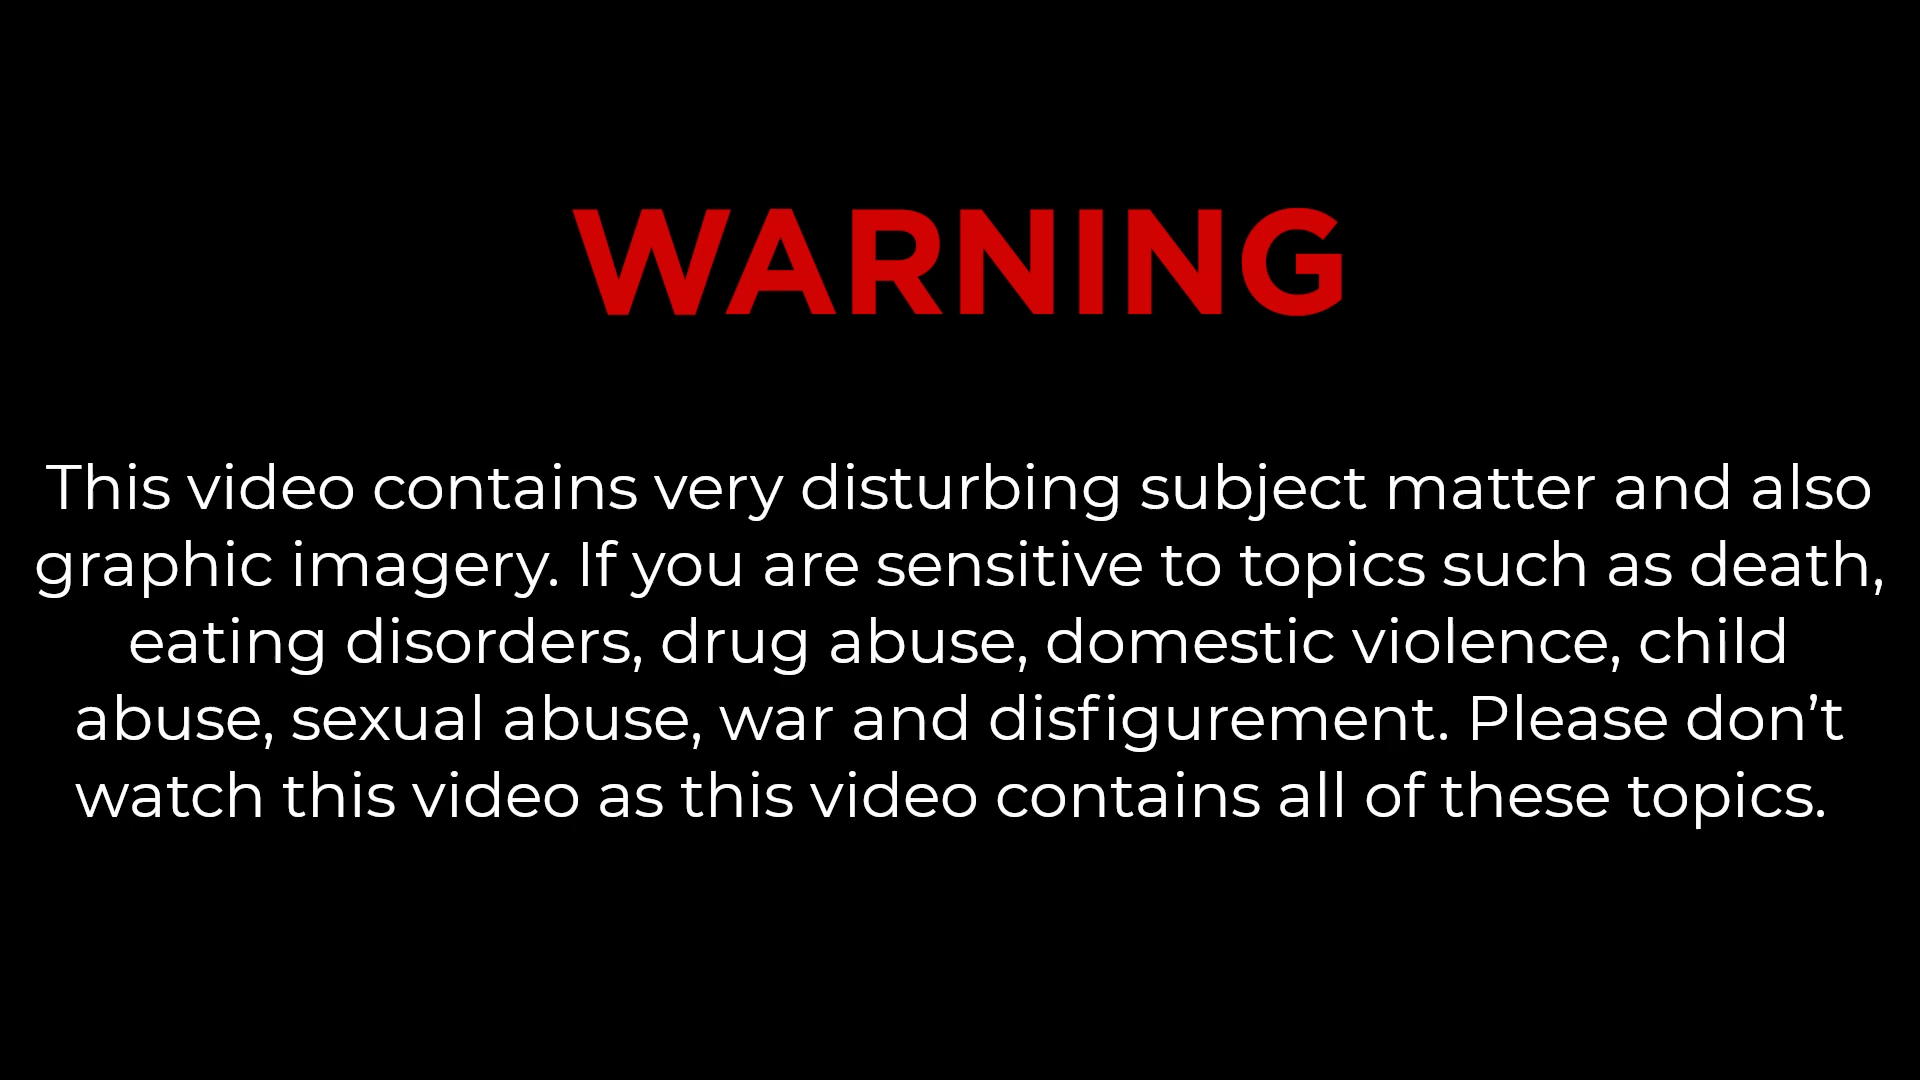 WARNING
This video contains very disturbing subject matter and also
graphic imagery. If you are sensitive to topics such as death,
eating disorders, drug abuse, domestic violence, child
abuse, sexual abuse, war and disfigurement. Please don’t
watch this video as this video contains all of these topics.